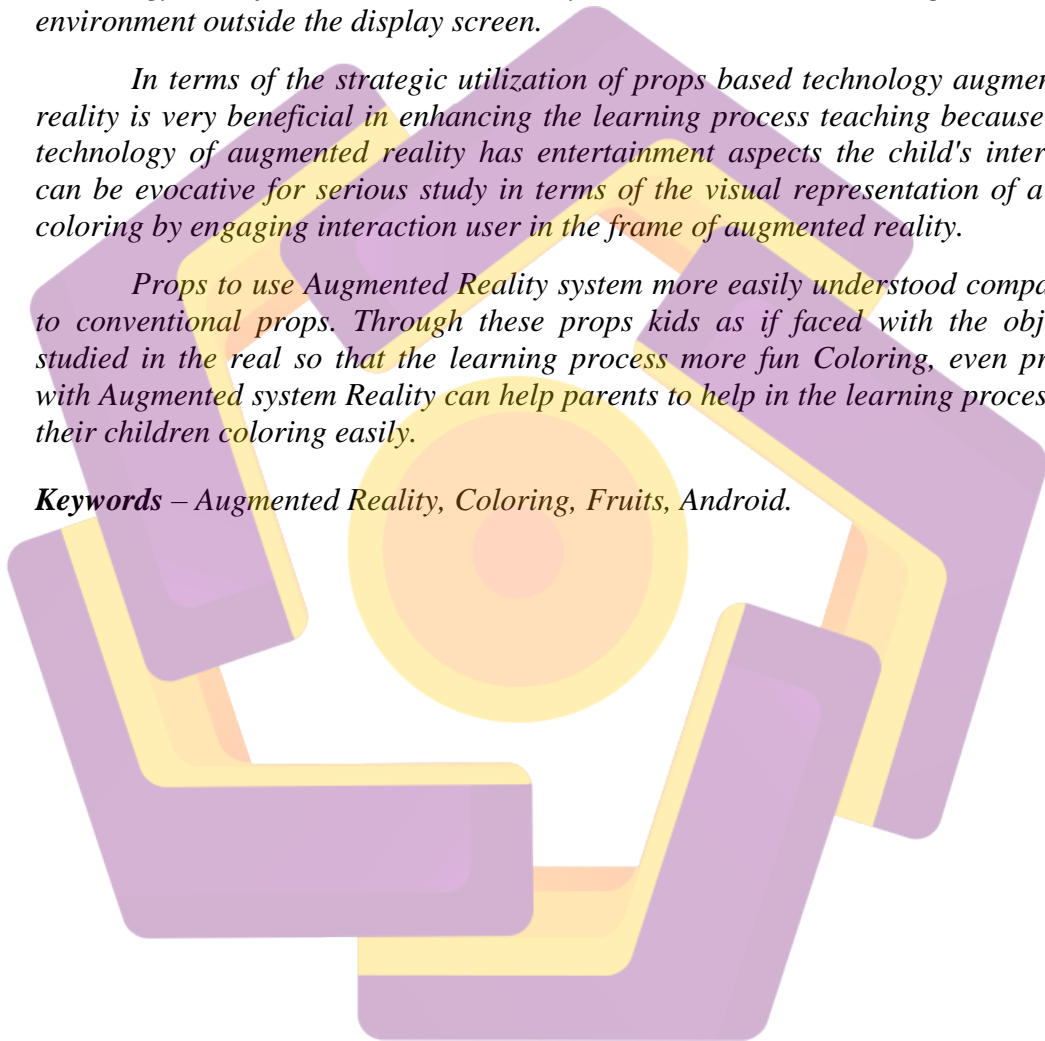 environment outside the display screen.
In terms of the strategic utilization of props based technology augmen
reality is very beneficial in enhancing the learning process teaching because
technology of augmented reality has entertainment aspects the child's inter
can be evocative for serious study in terms of the visual representation of a
coloring by engaging interaction user in the frame of augmented reality.
Props to use Augmented Reality system more easily understood compa
to conventional props. Through these props kids as if faced with the obj
studied in the real so that the learning process more fun Coloring, even pr
with Augmented system Reality can help parents to help in the learning proces
their children coloring easily.
Keywords – Augmented Reality, Coloring, Fruits, Android.